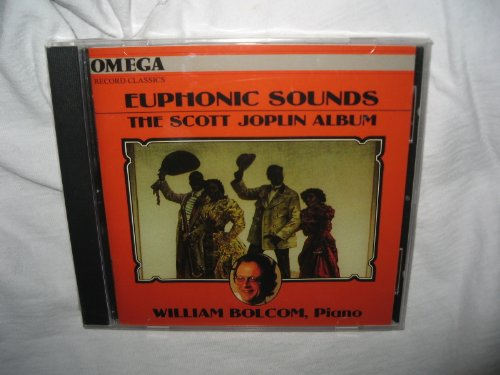 OMEGA
RECORD CLASSICS
EUPHONIC SOUNDS
THE SCOTT JOPLIN ALBUM
WILLIAM BOLCOM, Piano